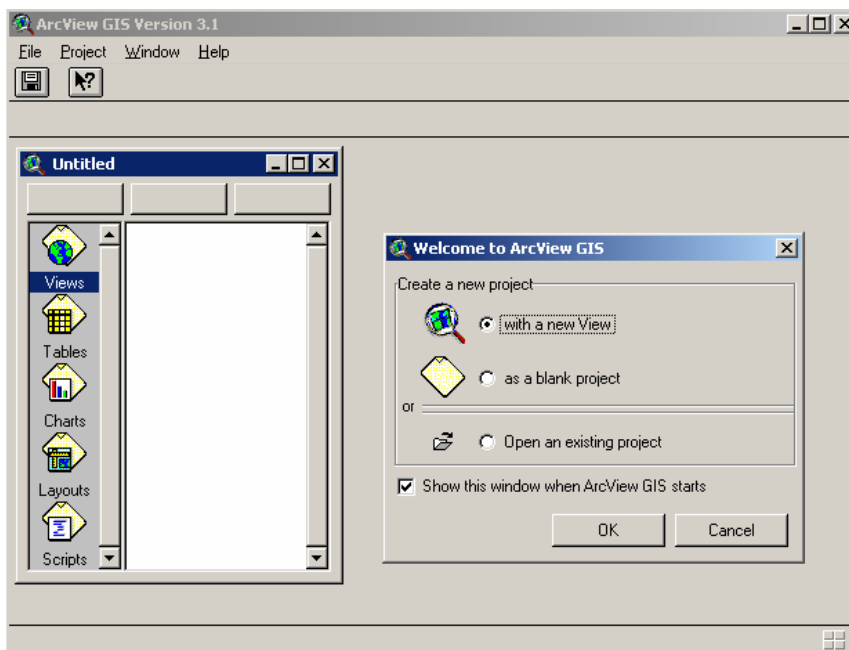 ArcView GIS Version 3.1
File Project Window Help
Untitled
Views
Tables
Charts
Layouts
Scripts
Welcome to ArcView GIS
Create a new project
with a new View
as a blank project
or
Open an existing project
Show this window when ArcView GIS starts
OK Cancel